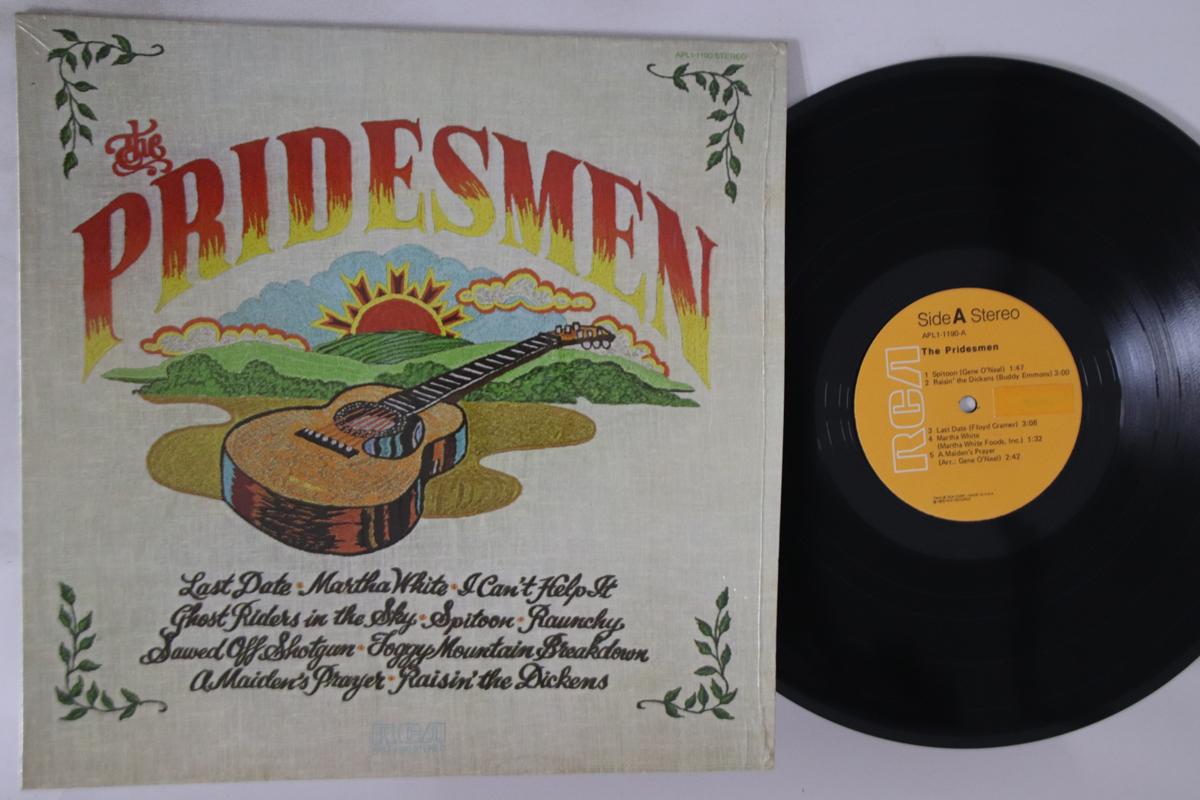 APL1-1190 STEREO
the
PRIDESMEN
Last Date • Martha White • I Can't Help It
Ghost Riders in the Sky • Spitoon • Raunchy
Sawed Off Shotgun • Foggy Mountain Breakdown
A Maiden's Prayer • Raisin' the Dickens
RCA
APL1-1190 STEREO
Side A Stereo
APL1-1190-A
The Pridesmen
RCA
1 Spitoon (Gene O'Neal) 1:47
2 Raisin' the Dickens (Buddy Emmons) 3:00
3 Last Date (Floyd Cramer) 3:08
4 Martha White
(Martha White Foods, Inc.) 1:32
5 A Maiden's Prayer
(Arr.: Gene O'Neal) 2:42